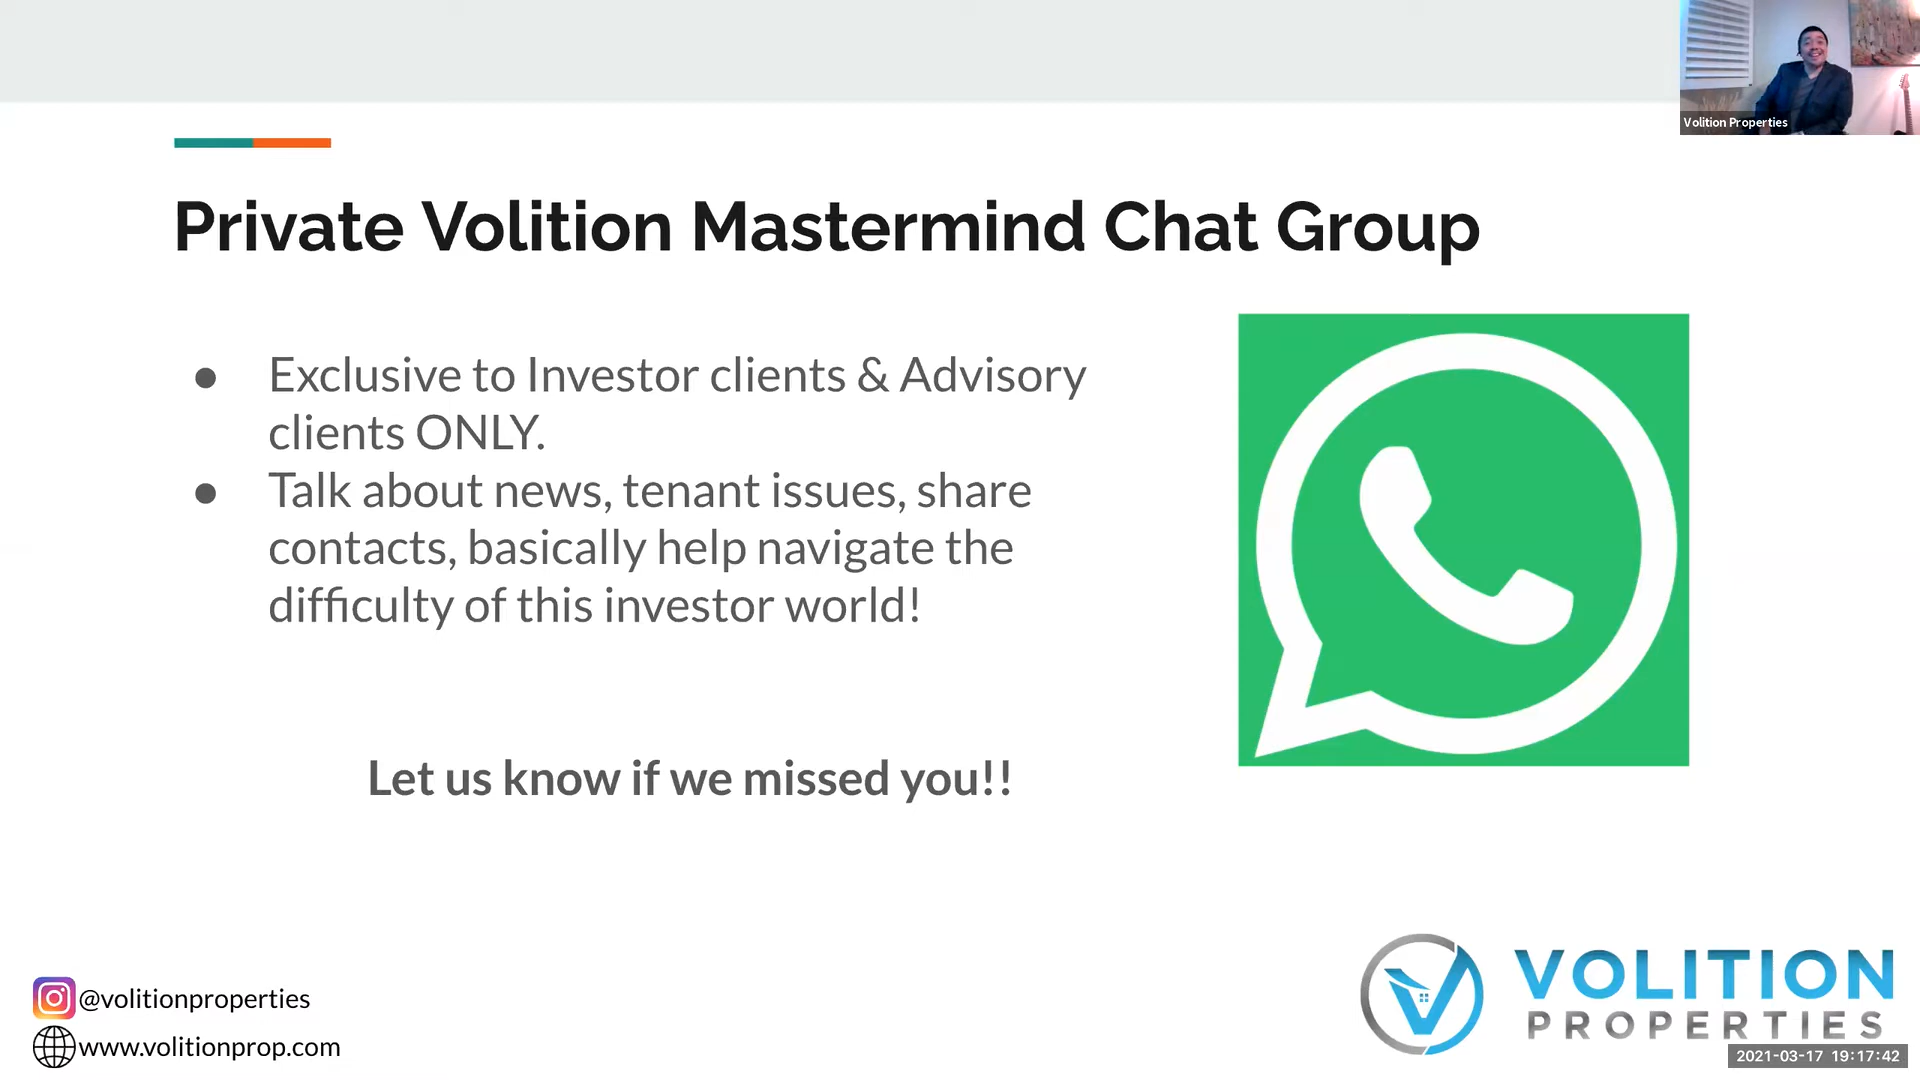 Volition Properties
Private Volition Mastermind Chat Group
● Exclusive to Investor clients & Advisory
clients ONLY.
● Talk about news, tenant issues, share
contacts, basically help navigate the
difficulty of this investor world!
Let us know if we missed you!!
@volitionproperties
www.volitionprop.com
VOLITION
PROPERTIES
2021-03-17 19:17:42